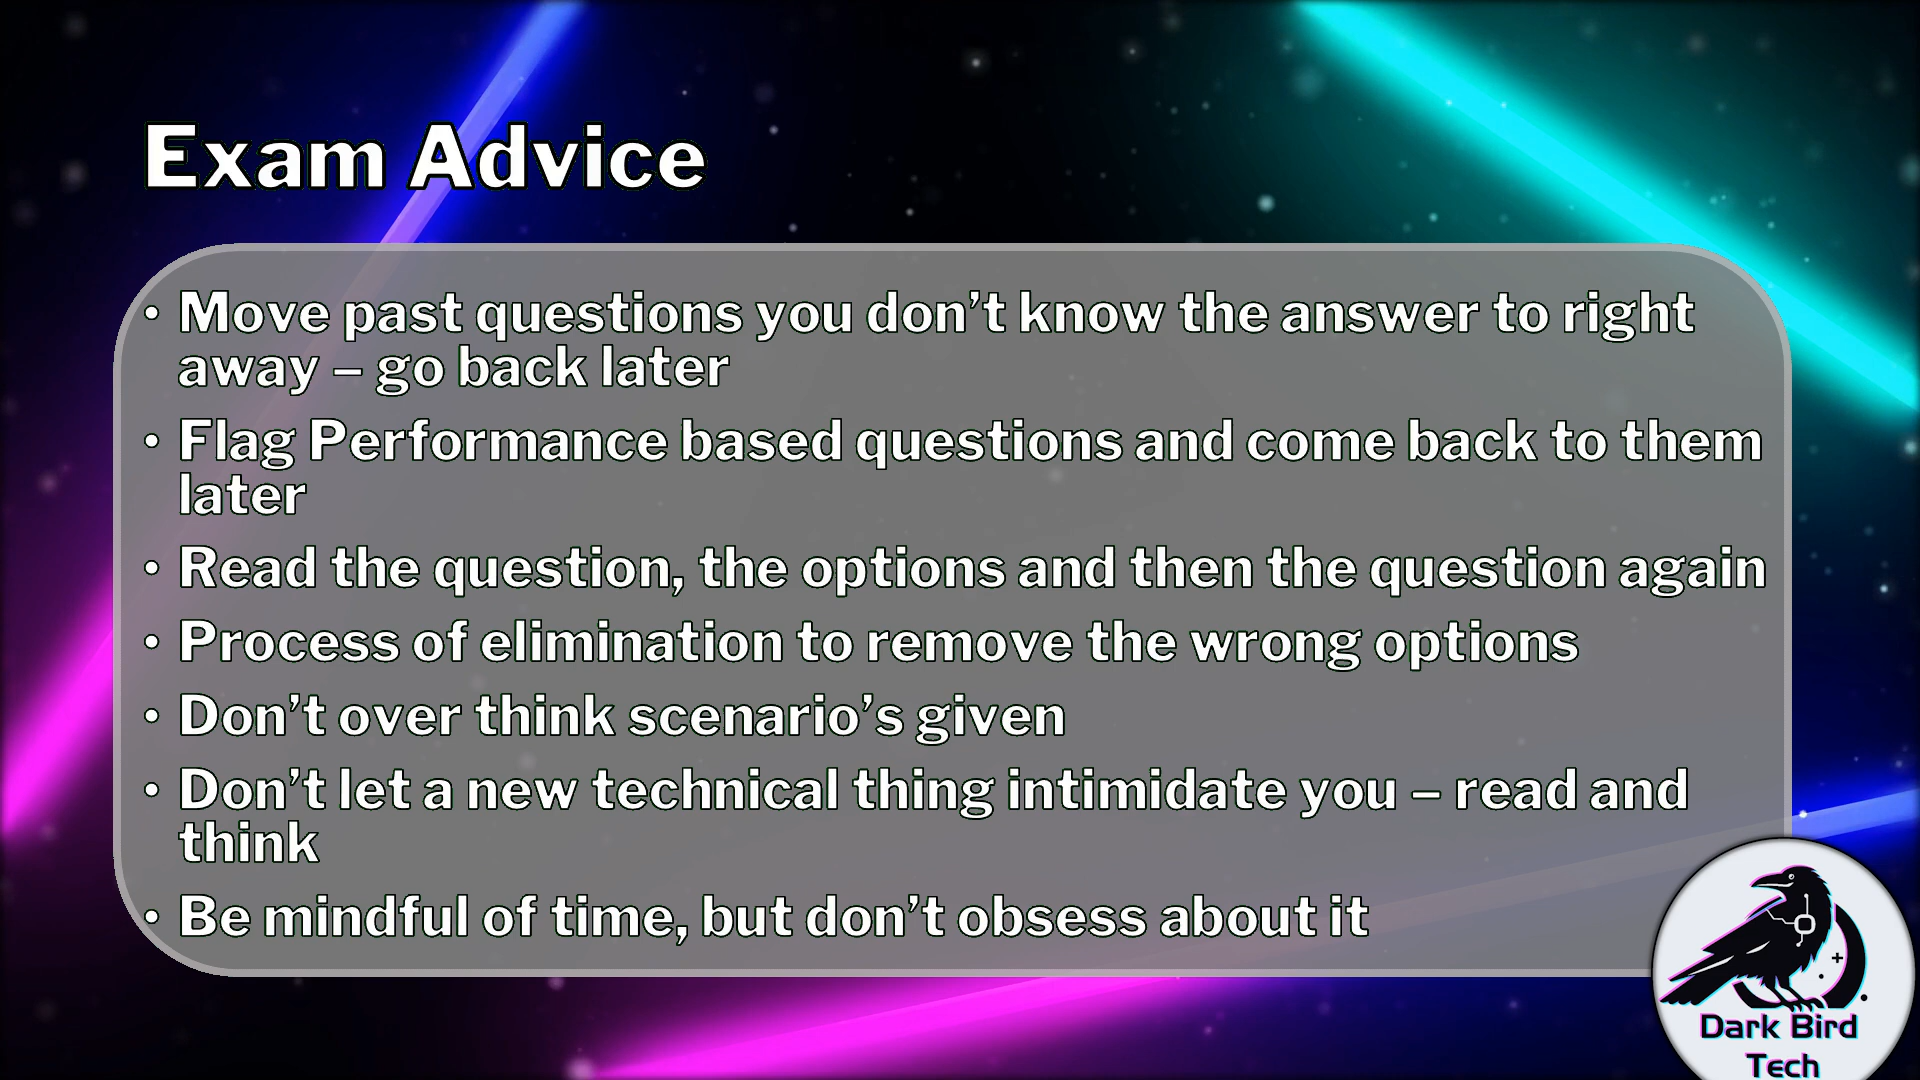 Exam Advice
• Move past questions you don’t know the answer to right
away – go back later
• Flag Performance based questions and come back to them
later
• Read the question, the options and then the question again
• Process of elimination to remove the wrong options
• Don’t over think scenario’s given
• Don’t let a new technical thing intimidate you – read and
think
• Be mindful of time, but don’t obsess about it
Dark Bird
Tech